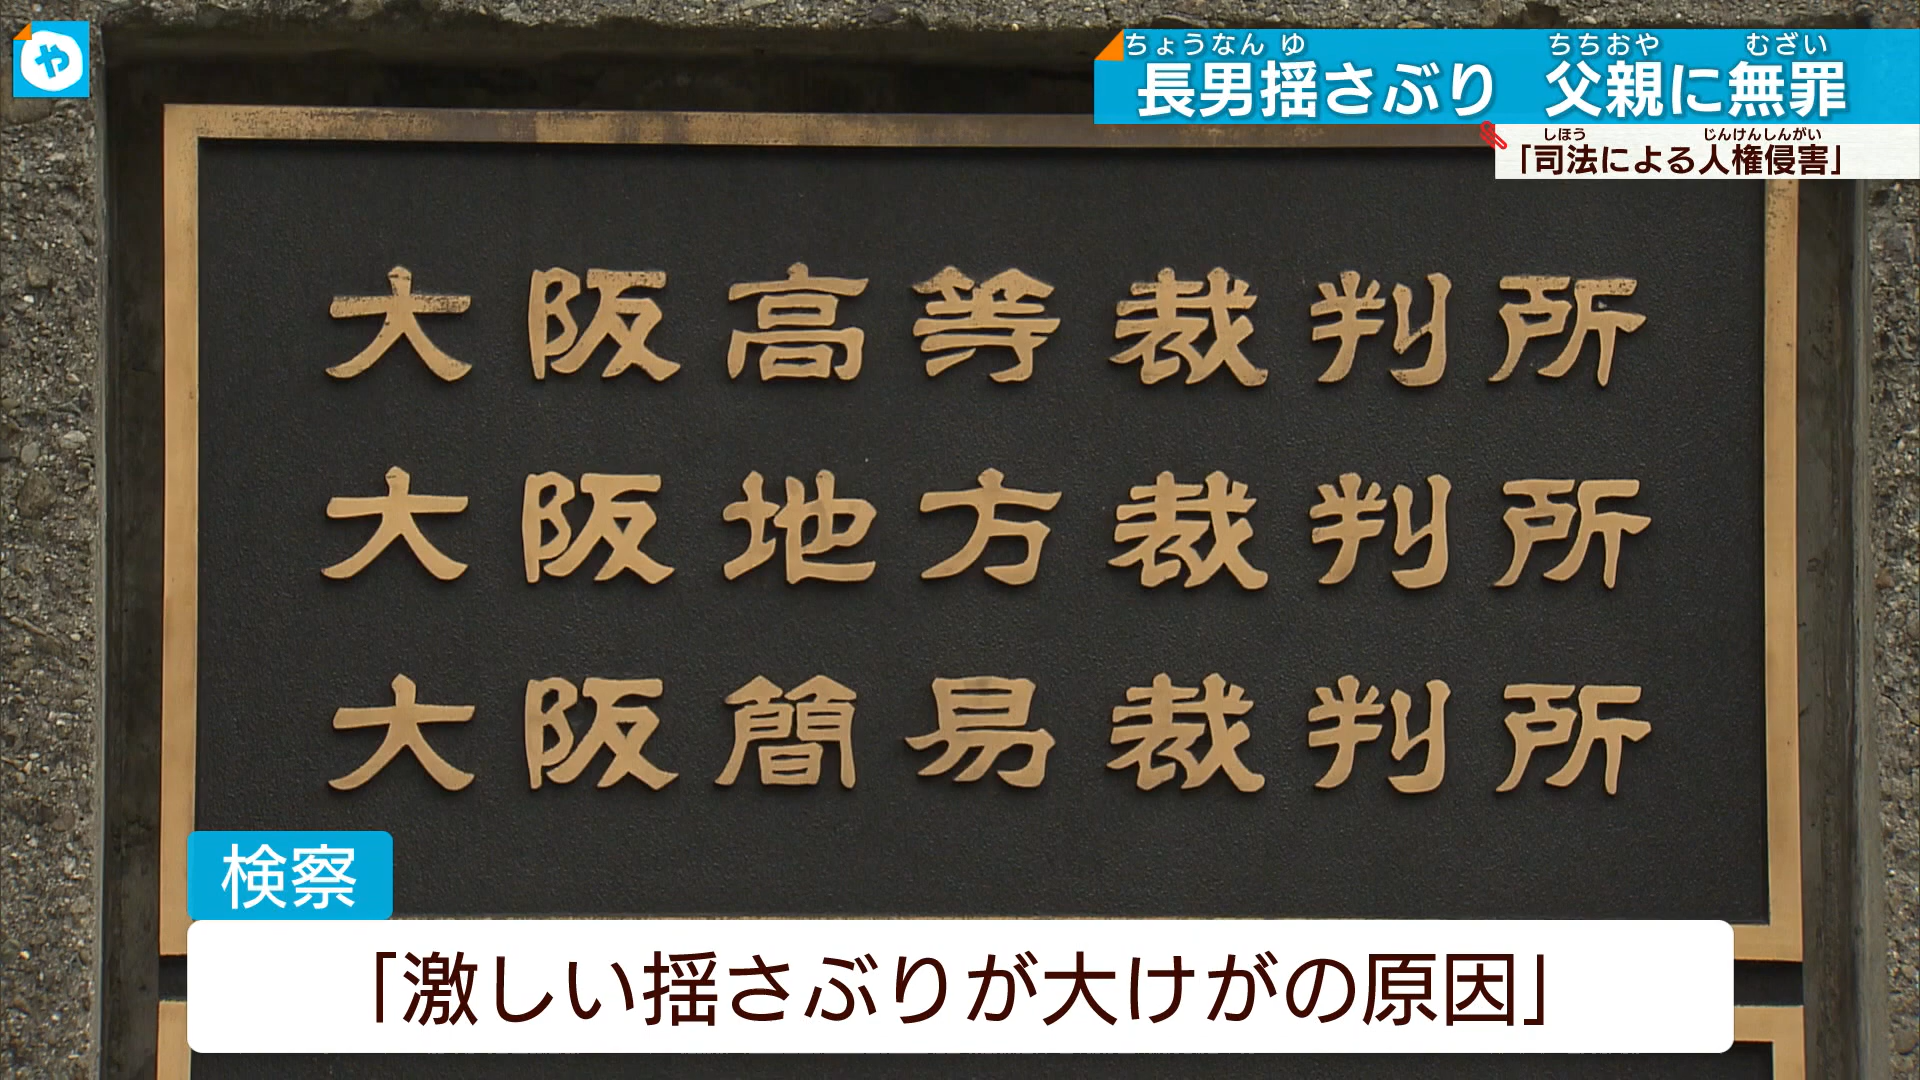 や
ちょうなん ゆ ちちおや むざい
長男揺さぶり 父親に無罪
しほう じんけんしんがい
「司法による人権侵害」
大阪高等裁判所
大阪地方裁判所
大阪簡易裁判所
検察
「激しい揺さぶりが大けがの原因」